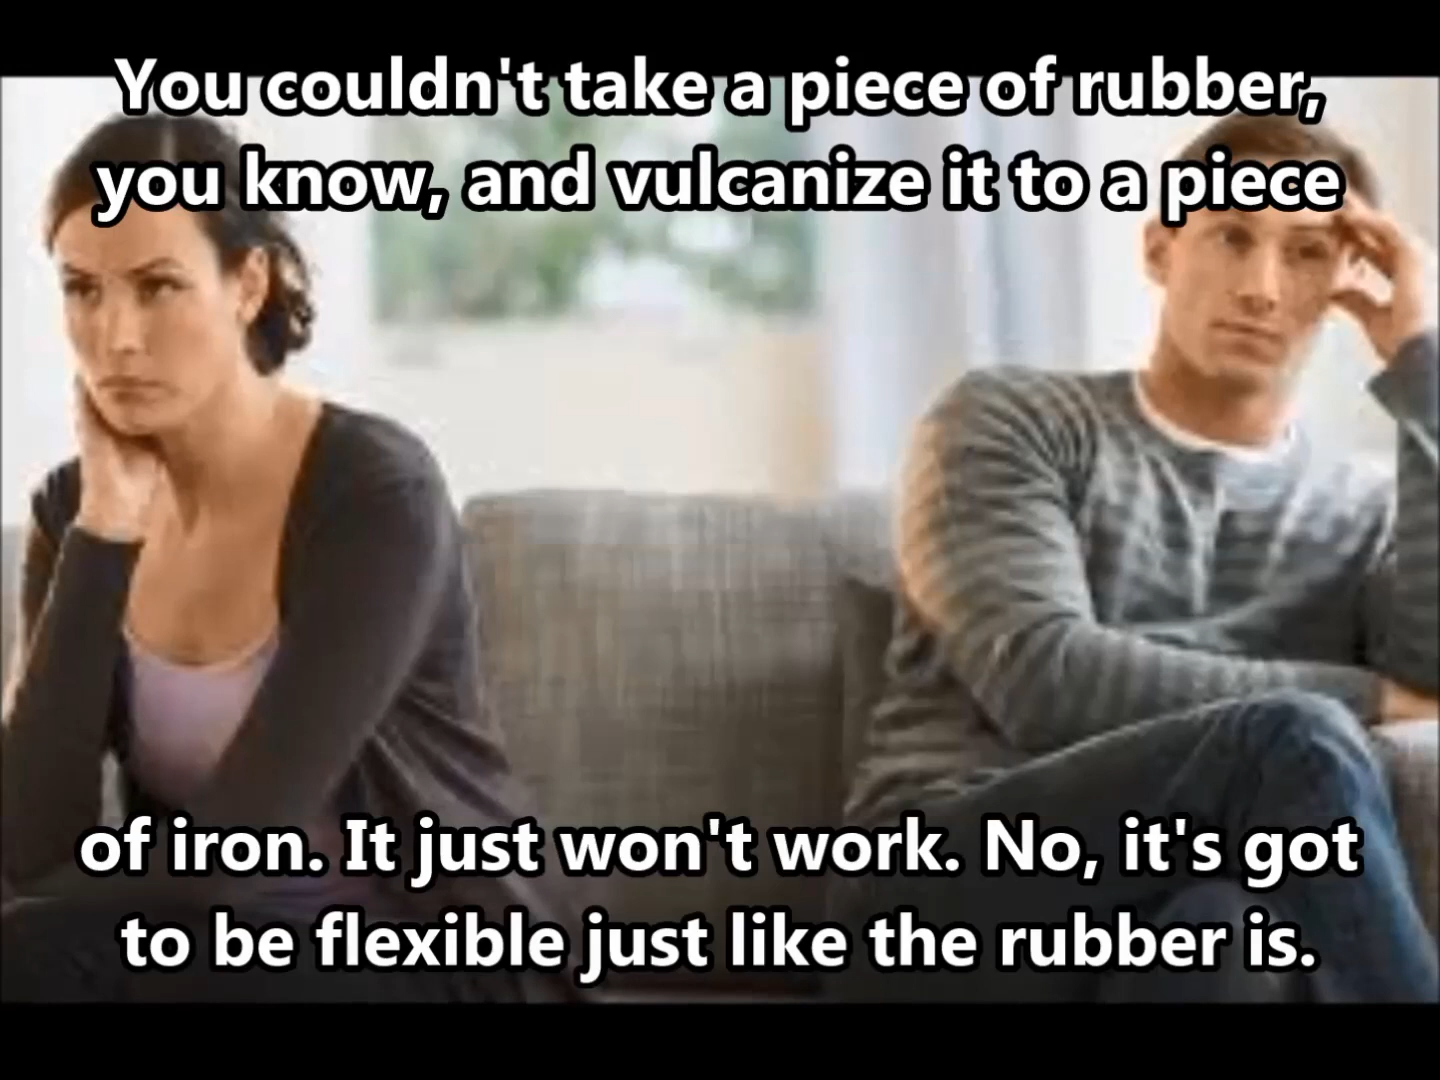 You couldn't take a piece of rubber,
you know, and vulcanize it to a piece
of iron. It just won't work. No, it's got
to be flexible just like the rubber is.